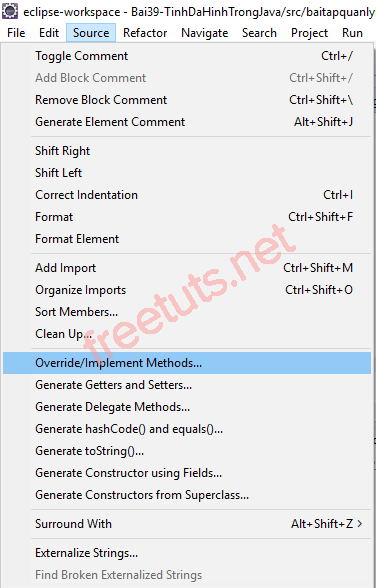 eclipse-workspace - Bai39-TinhDaHinhTrongJava/src/baitapquanly
File Edit Source Refactor Navigate Search Project Run
Toggle Comment Ctrl+/
Add Block Comment Ctrl+Shift+/
Remove Block Comment Ctrl+Shift+\
Generate Element Comment Alt+Shift+J
Shift Right
Shift Left
Correct Indentation Ctrl+I
Format Ctrl+Shift+F
Format Element
Add Import Ctrl+Shift+M
Organize Imports Ctrl+Shift+O
Sort Members...
Clean Up...
freetuts.net
Override/Implement Methods...
Generate Getters and Setters...
Generate Delegate Methods...
Generate hashCode() and equals()...
Generate toString()...
Generate Constructor using Fields...
Generate Constructors from Superclass...
Surround With Alt+Shift+Z >
Externalize Strings...
Find Broken Externalized Strings